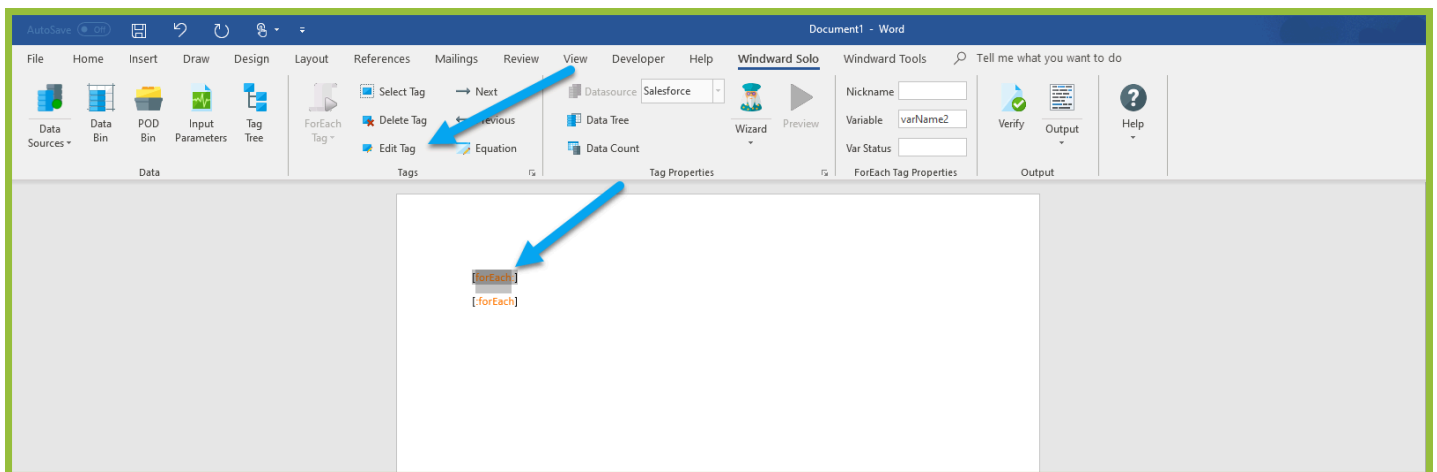 AutoSave Off Document1 - Word
File Home Insert Draw Design Layout References Mailings Review View Developer Help Windward Solo Windward Tools Tell me what you want to do
Data Sources
Data Bin
POD Bin
Input Parameters
Tag Tree
Data
ForEach Tag
Select Tag
Delete Tag
Edit Tag
Next
Previous
Equation
Tags
Datasource Salesforce
Data Tree
Data Count
Wizard
Preview
Tag Properties
Nickname
Variable varName2
Var Status
ForEach Tag Properties
Verify
Output
Output
Help
[forEach:]
[:forEach]